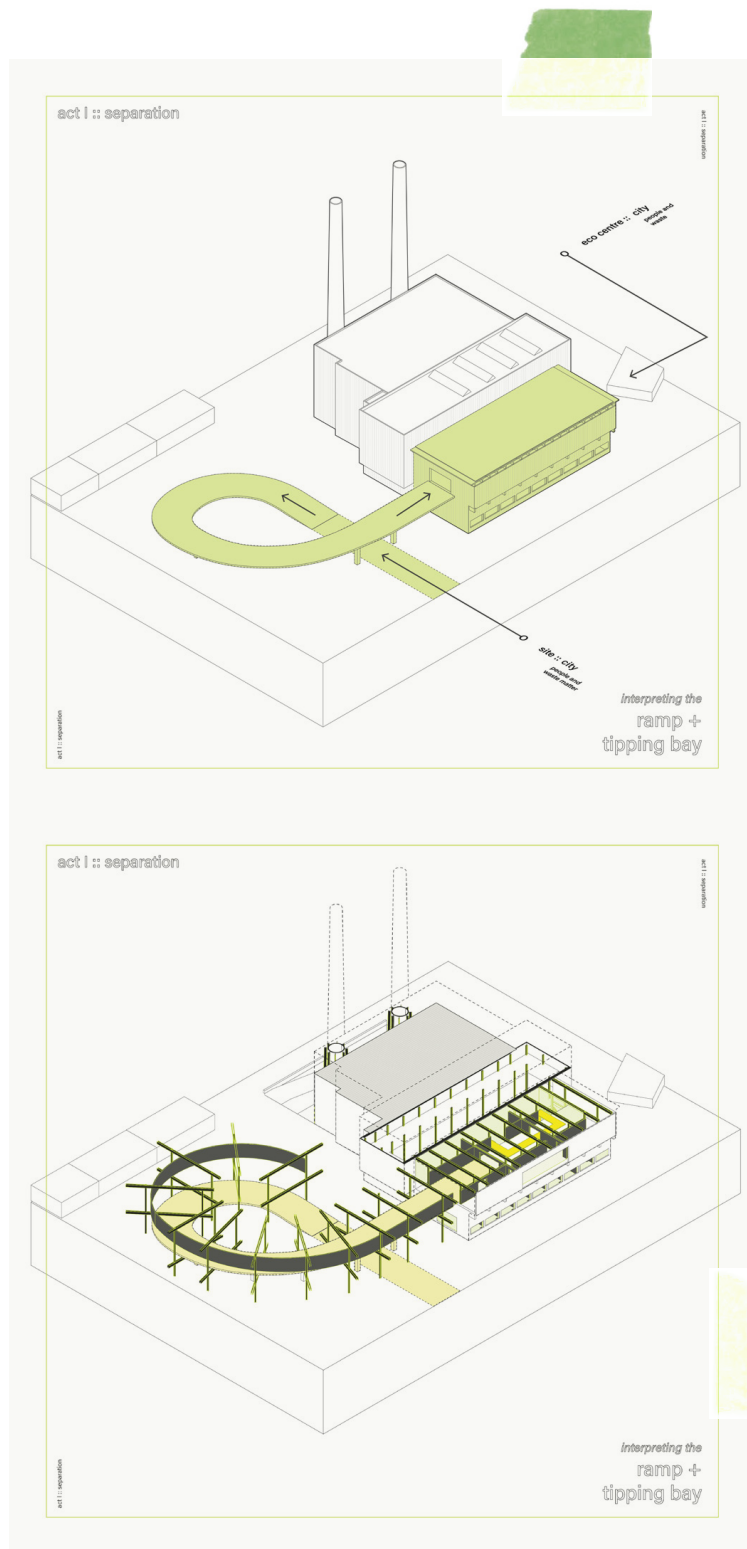 act I :: separation
act I :: separation
eco centre :: city
people and
waste
site :: city
people and
waste matter
interpreting the
ramp +
tipping bay
act I :: separation
act I :: separation
act I :: separation
interpreting the
ramp +
tipping bay
act I :: separation